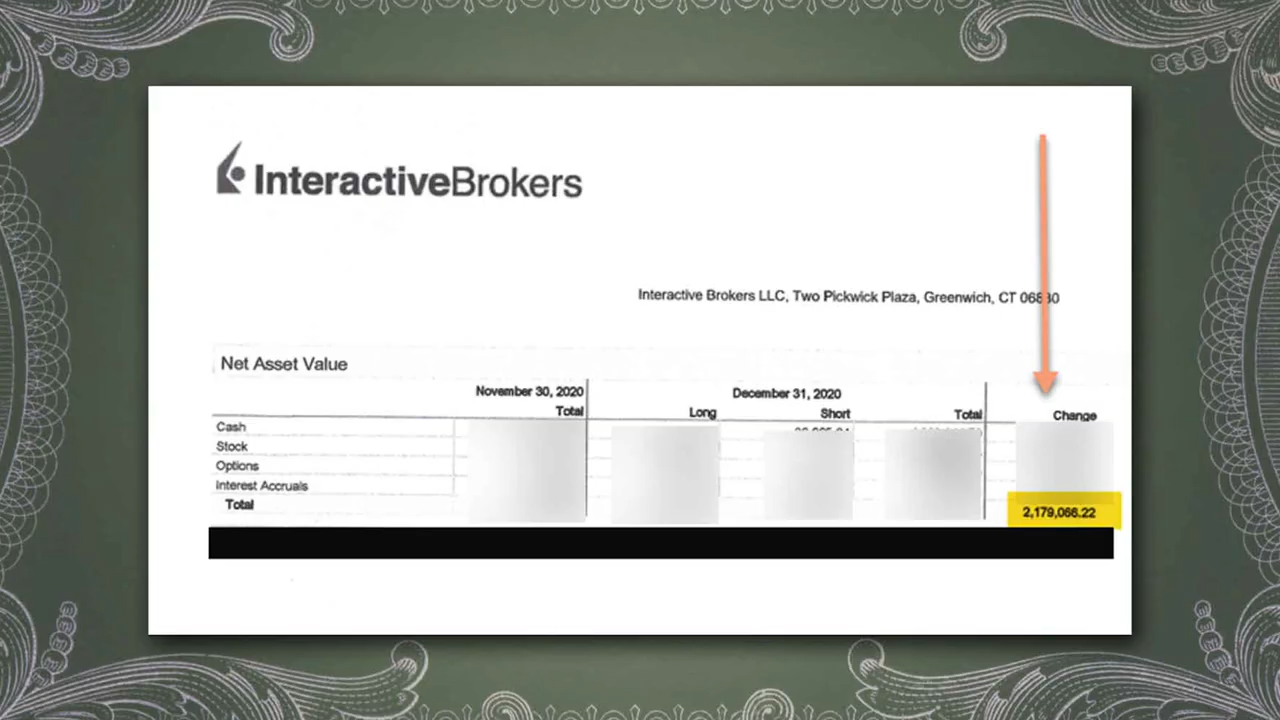 InteractiveBrokers
Interactive Brokers LLC, Two Pickwick Plaza, Greenwich, CT 06830
Net Asset Value
November 30, 2020 December 31, 2020
Total Long Short Total Change
Cash
Stock
Options
Interest Accruals
Total 2,179,066.22